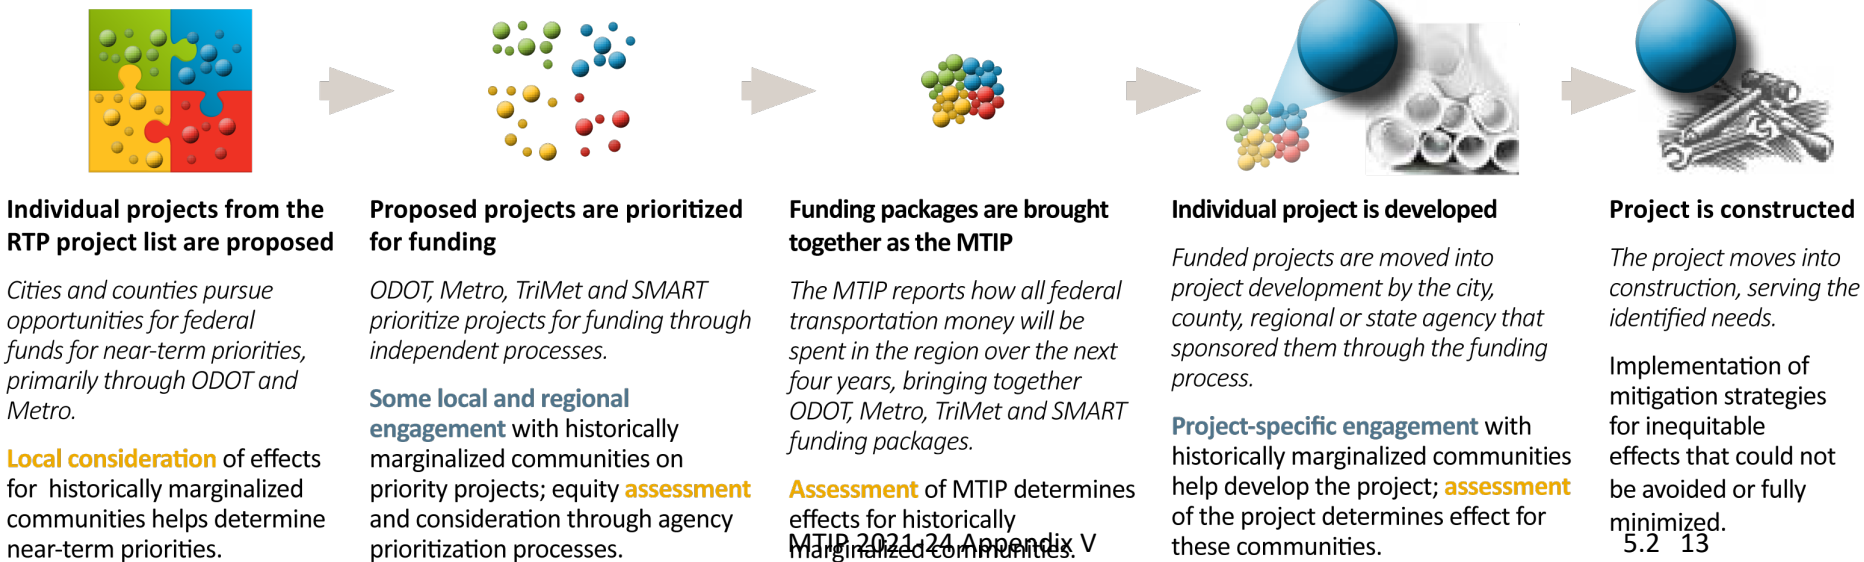 Individual projects from the
RTP project list are proposed
Cities and counties pursue
opportunities for federal
funds for near-term priorities,
primarily through ODOT and
Metro.
Local consideration of effects
for  historically marginalized
communities helps determine
near-term priorities.
Proposed projects are prioritized
for funding
ODOT, Metro, TriMet and SMART
prioritize projects for funding through
independent processes.
Some local and regional
engagement with historically
marginalized communities on
priority projects; equity assessment
and consideration through agency
prioritization processes.
Funding packages are brought
together as the MTIP
The MTIP reports how all federal
transportation money will be
spent in the region over the next
four years, bringing together
ODOT, Metro, TriMet and SMART
funding packages.
Assessment of MTIP determines
effects for historically
marginalized communities.
MTIP 2021-24 Appendix V
Individual project is developed
Funded projects are moved into
project development by the city,
county, regional or state agency that
sponsored them through the funding
process.
Project-specific engagement with
historically marginalized communities
help develop the project; assessment
of the project determines effect for
these communities.
Project is constructed
The project moves into
construction, serving the
identified needs.
Implementation of
mitigation strategies
for inequitable
effects that could not
be avoided or fully
minimized.
5.2 13